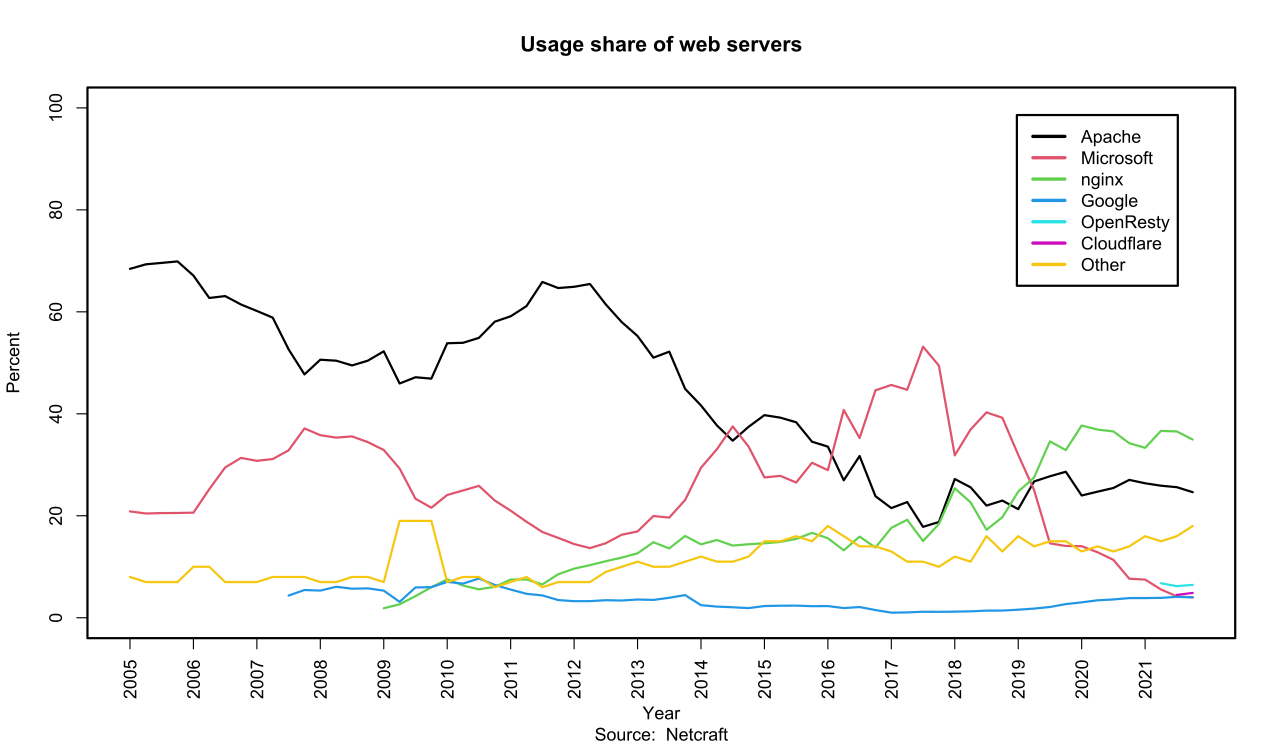 Usage share of web servers
Percent
100
80
60
40
20
0
Apache
Microsoft
nginx
Google
OpenResty
Cloudflare
Other
2005
2006
2007
2008
2009
2010
2011
2012
2013
2014
2015
2016
2017
2018
2019
2020
2021
Year
Source: Netcraft